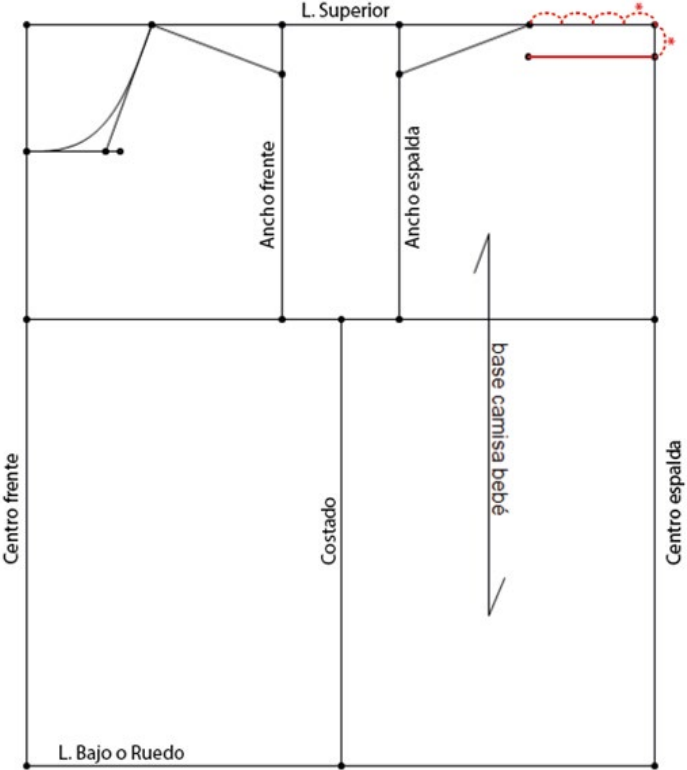 L. Superior
*
*
Ancho frente
Ancho espalda
base camisa bebé
Centro frente
Costado
Centro espalda
L. Bajo o Ruedo